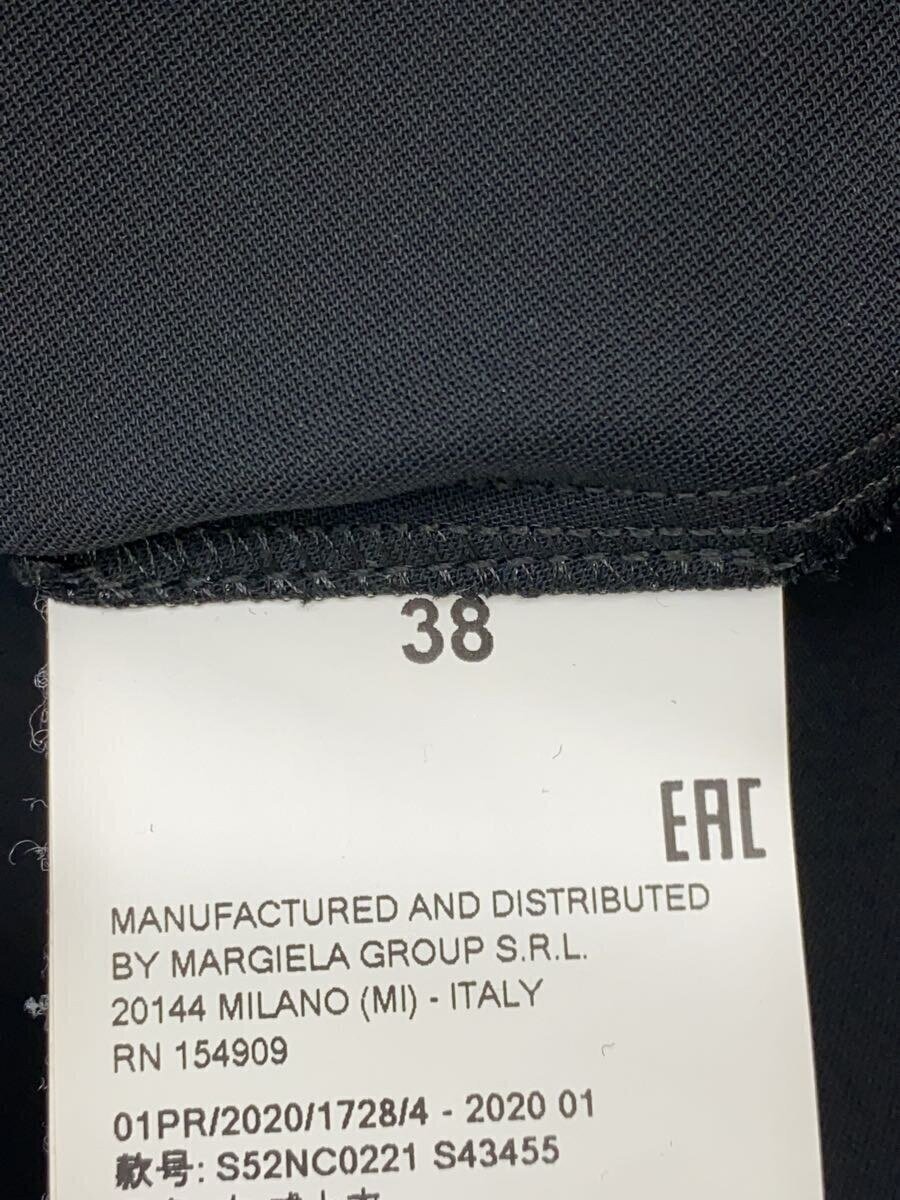 38
EAC
MANUFACTURED AND DISTRIBUTED
BY MARGIELA GROUP S.R.L.
20144 MILANO (MI) - ITALY
RN 154909
01PR/2020/1728/4 - 2020 01
款号: S52NC0221 S43455